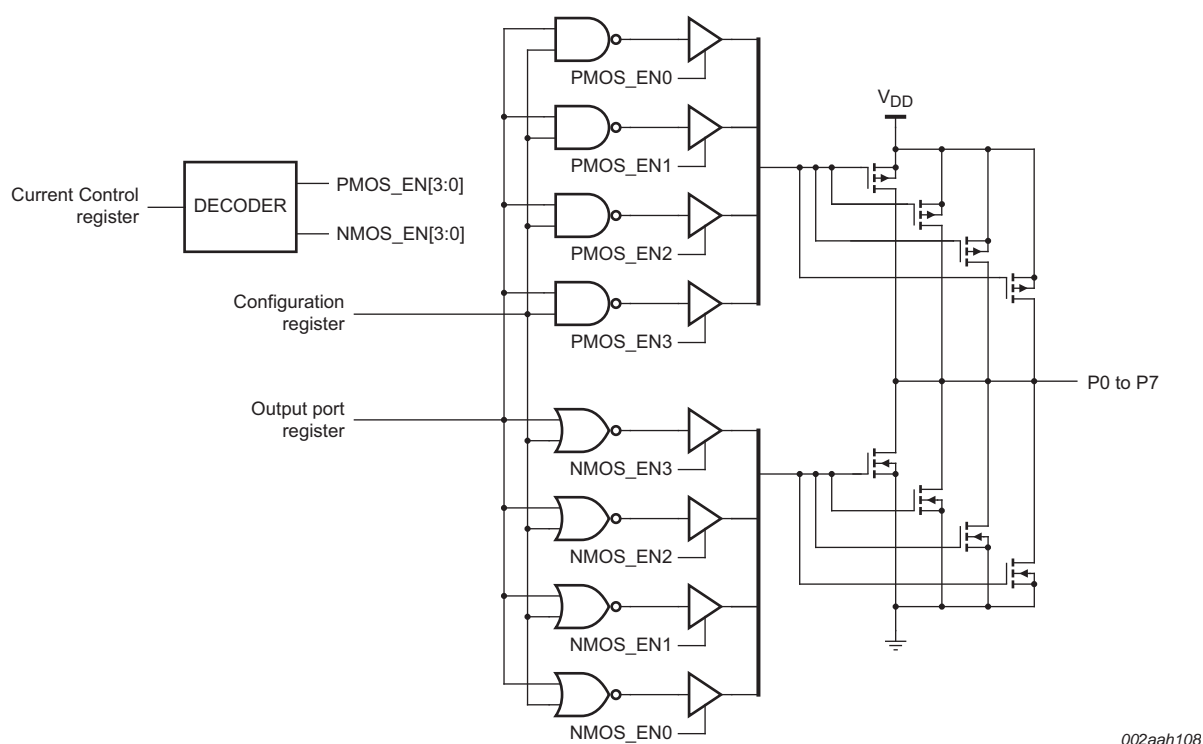 PMOS_EN0
V_DD
PMOS_EN1
Current Control
register
DECODER
PMOS_EN[3:0]
NMOS_EN[3:0]
PMOS_EN2
Configuration
register
PMOS_EN3
P0 to P7
Output port
register
NMOS_EN3
NMOS_EN2
NMOS_EN1
NMOS_EN0
002aah108